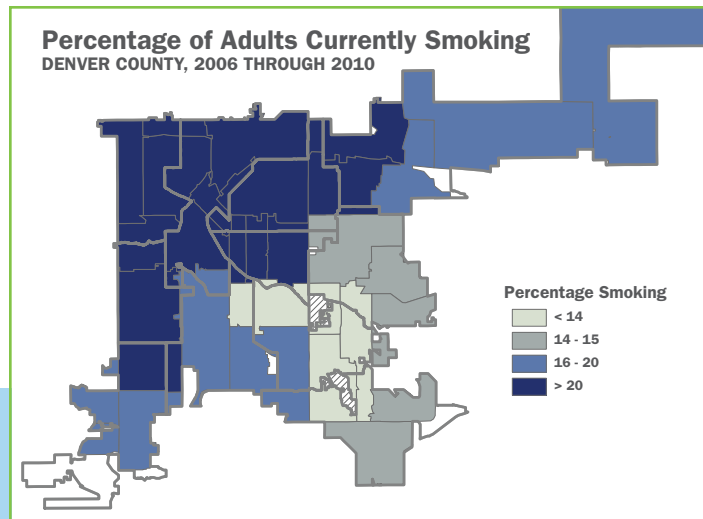 Percentage of Adults Currently Smoking
DENVER COUNTY, 2006 THROUGH 2010
Percentage Smoking
< 14
14 - 15
16 - 20
> 20